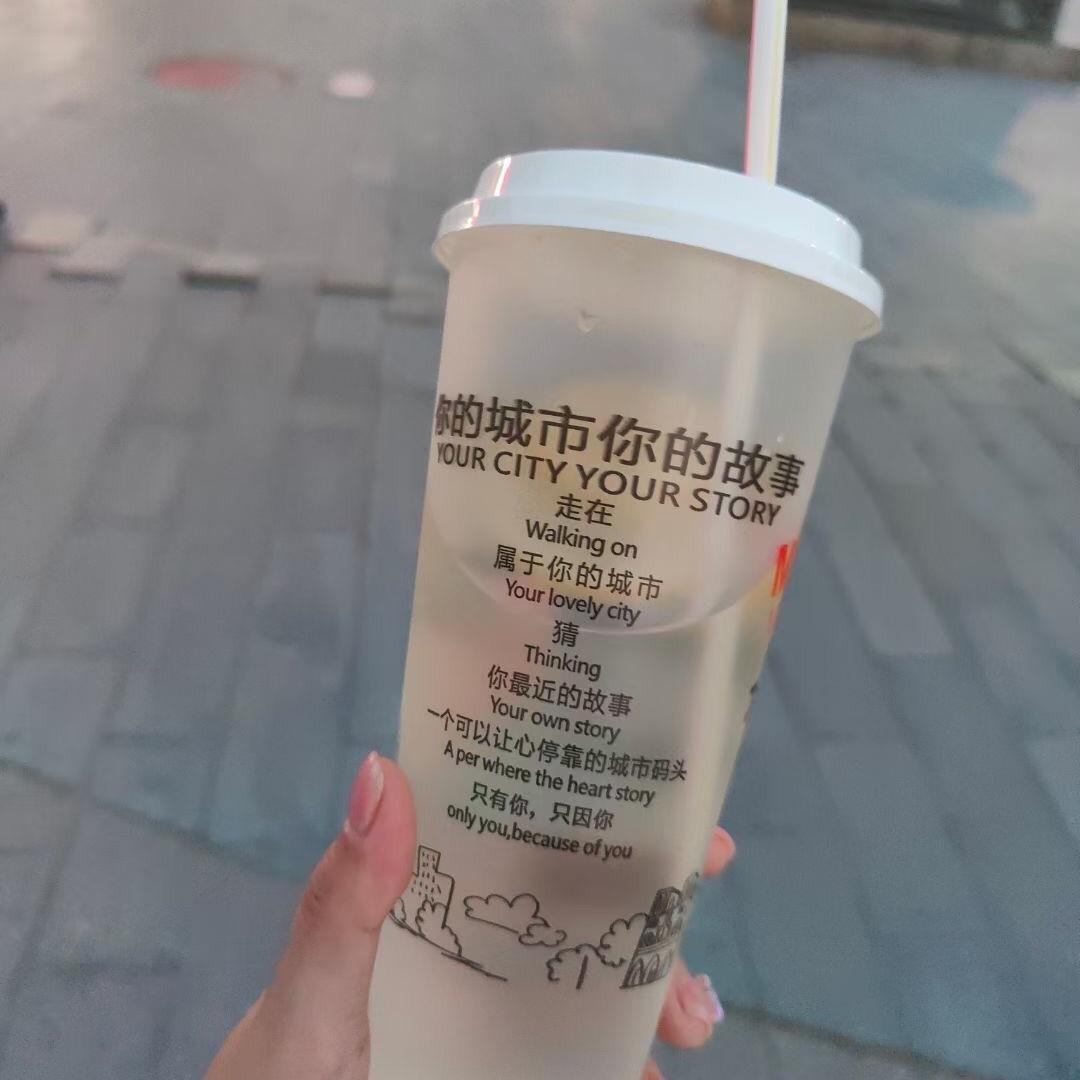 你的城市你的故事
YOUR CITY YOUR STORY
走在
Walking on
属于你的城市
Your lovely city
猜
Thinking
你最近的故事
Your own story
一个可以让心停靠的城市码头
A per where the heart story
只有你，只因你
only you,because of you